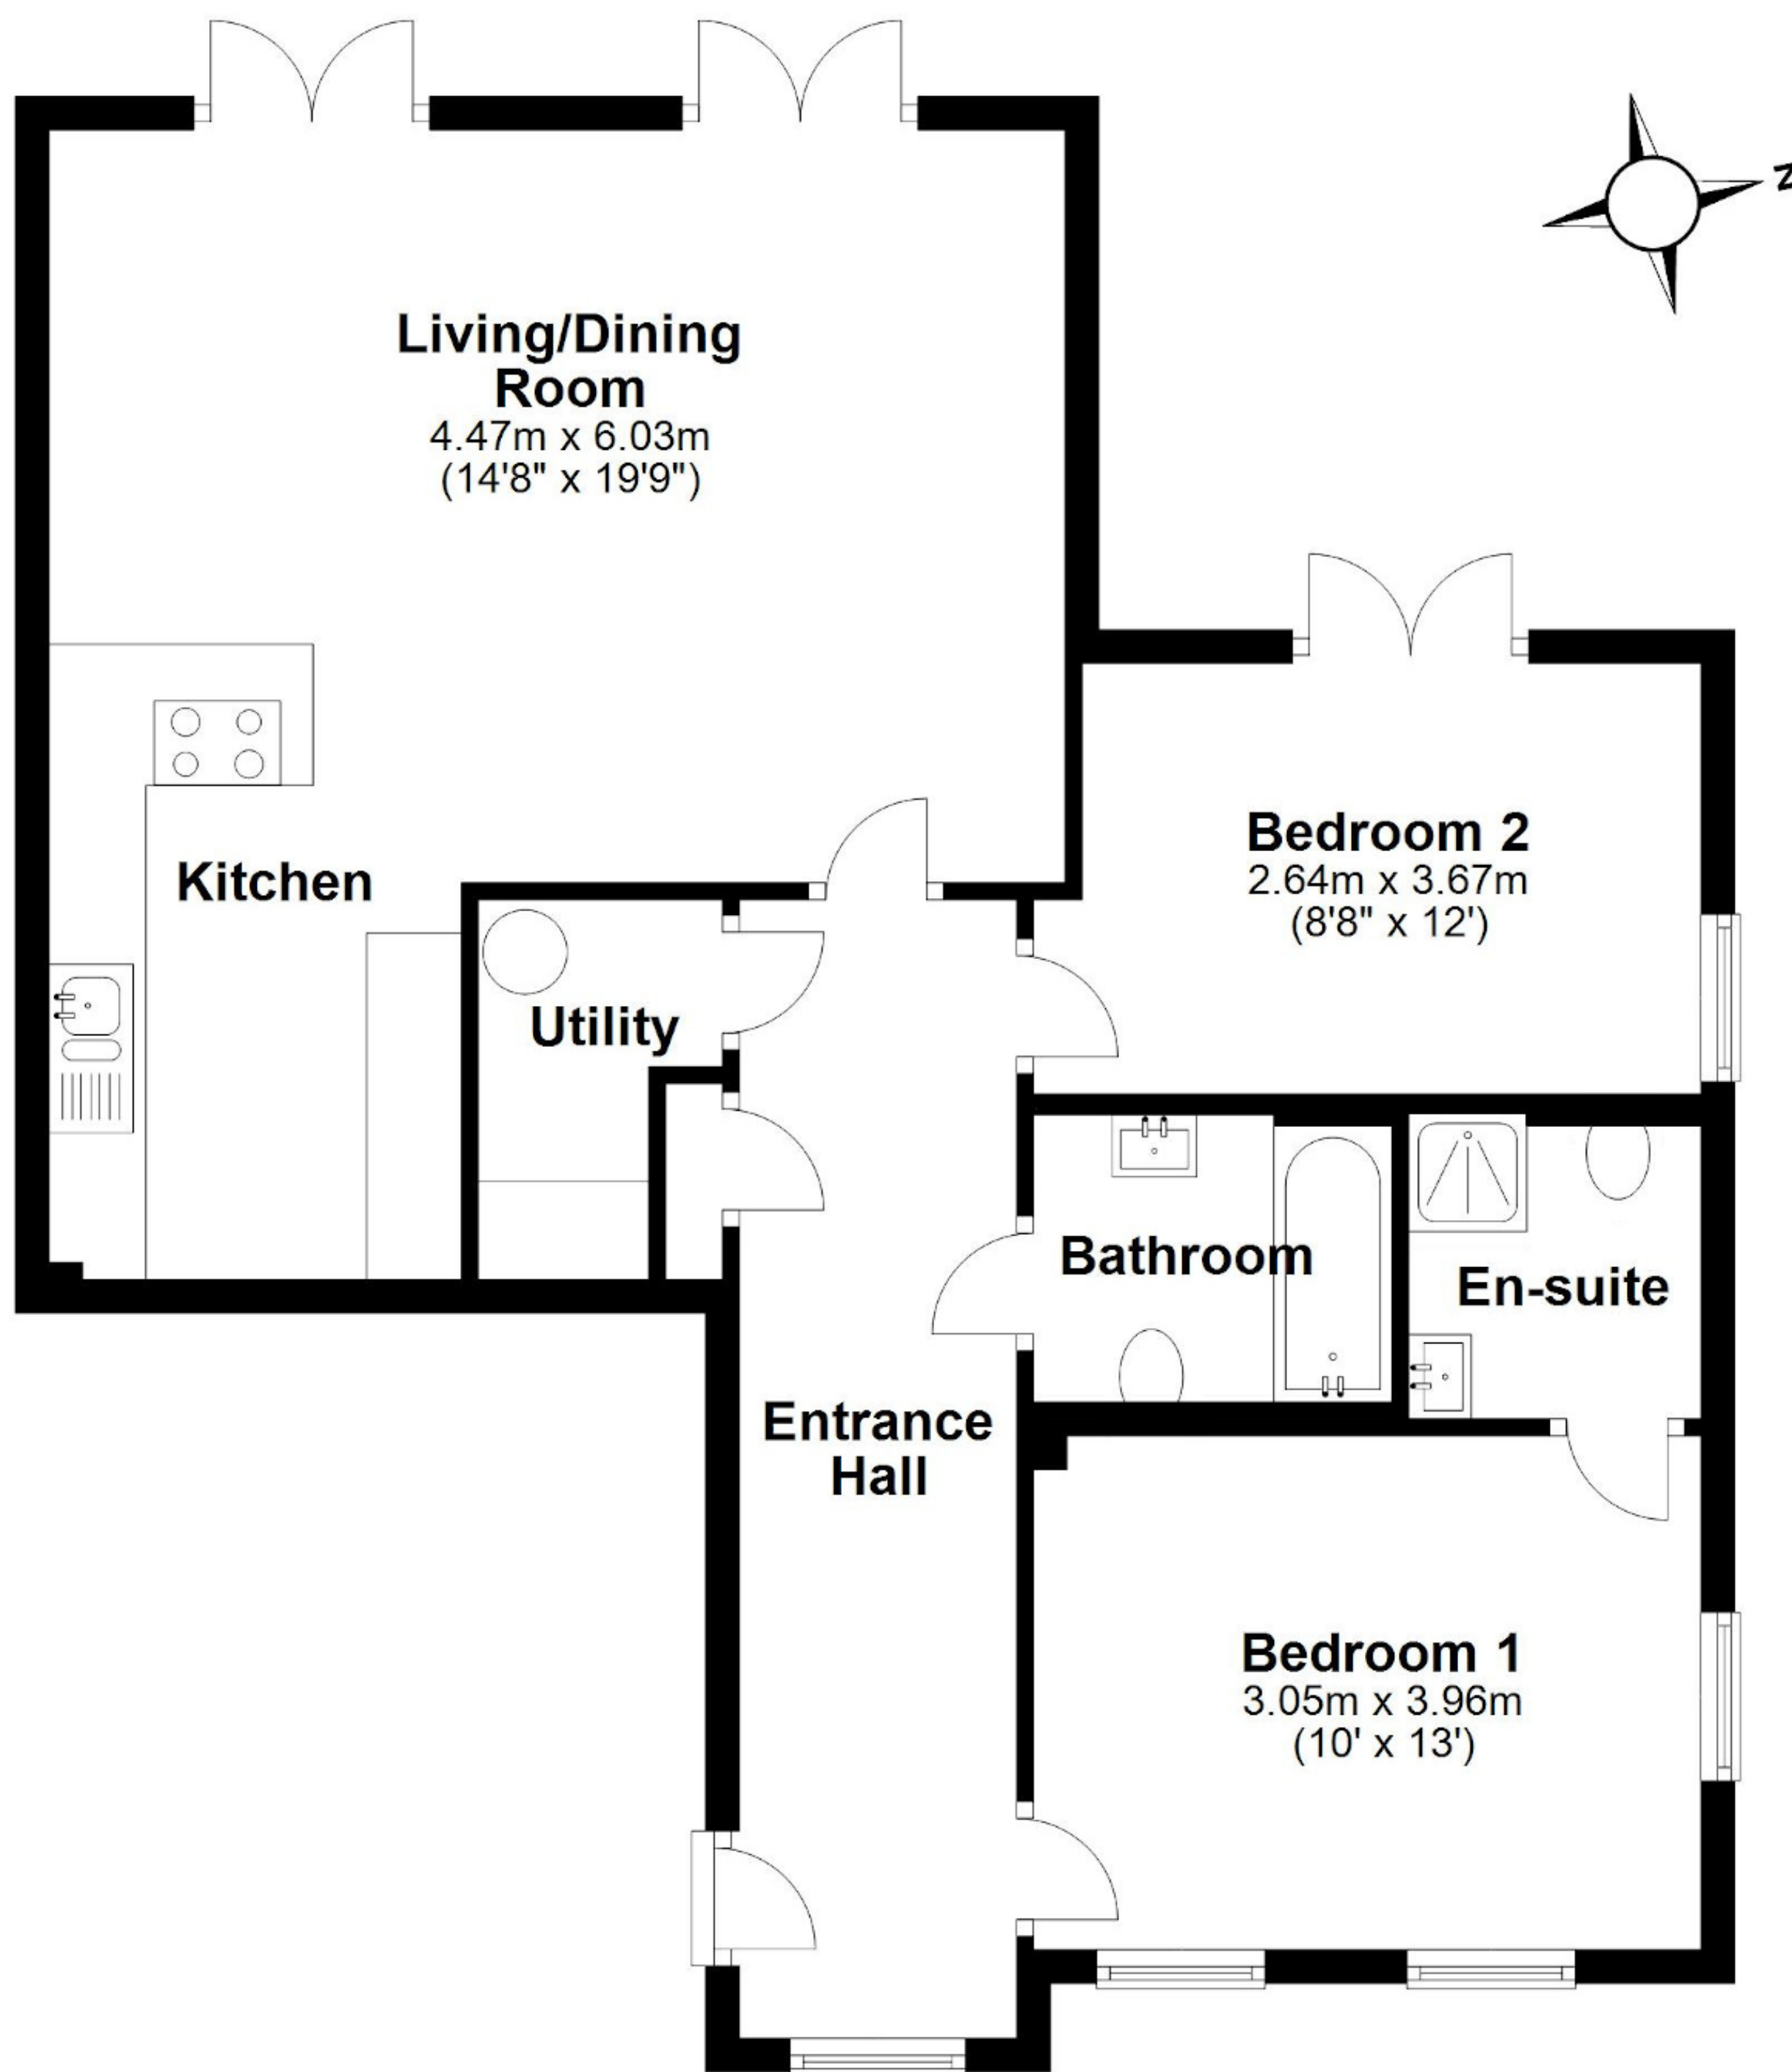 N
Living/Dining
Room
4.47m x 6.03m
(14'8" x 19'9")
Bedroom 2
2.64m x 3.67m
(8'8" x 12')
Kitchen
Utility
Bathroom
En-suite
Entrance
Hall
Bedroom 1
3.05m x 3.96m
(10' x 13')